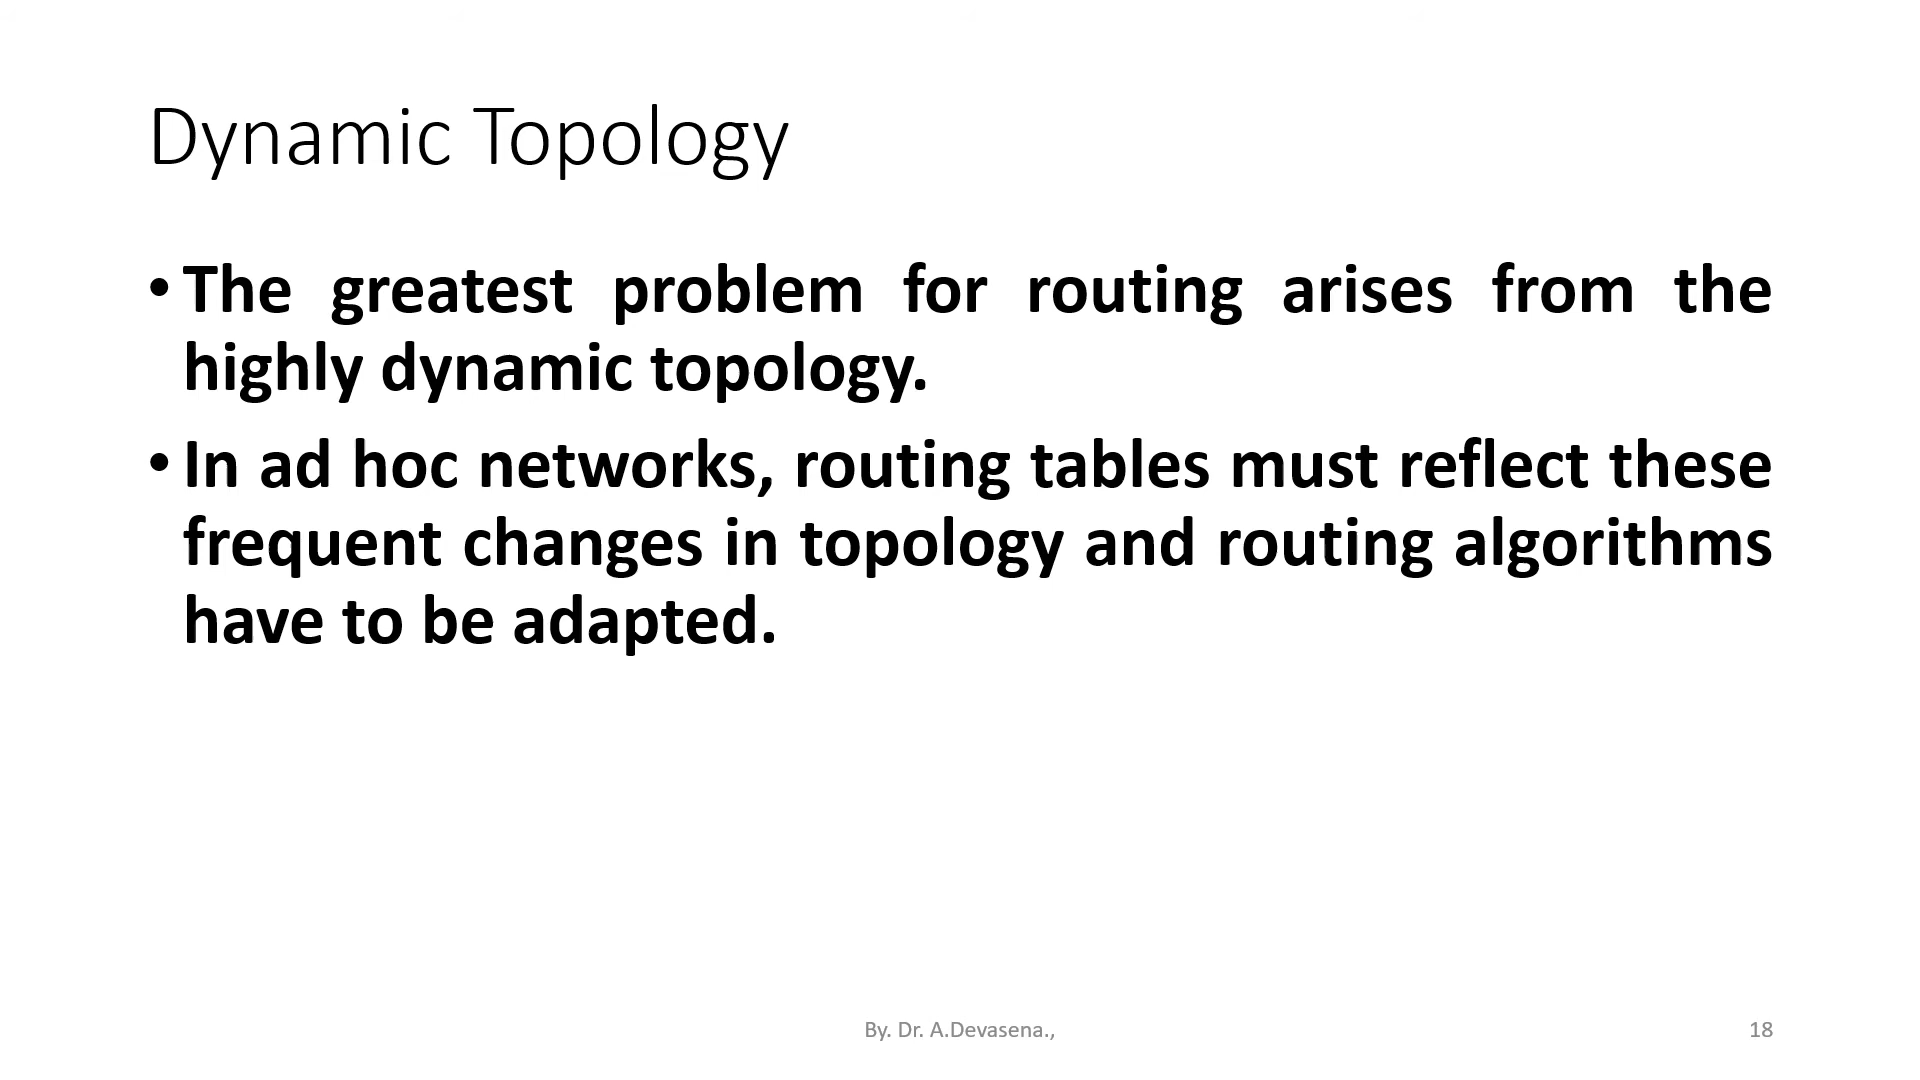 Dynamic Topology
• The greatest problem for routing arises from the
highly dynamic topology.
• In ad hoc networks, routing tables must reflect these
frequent changes in topology and routing algorithms
have to be adapted.
By. Dr. A.Devasena.,
18